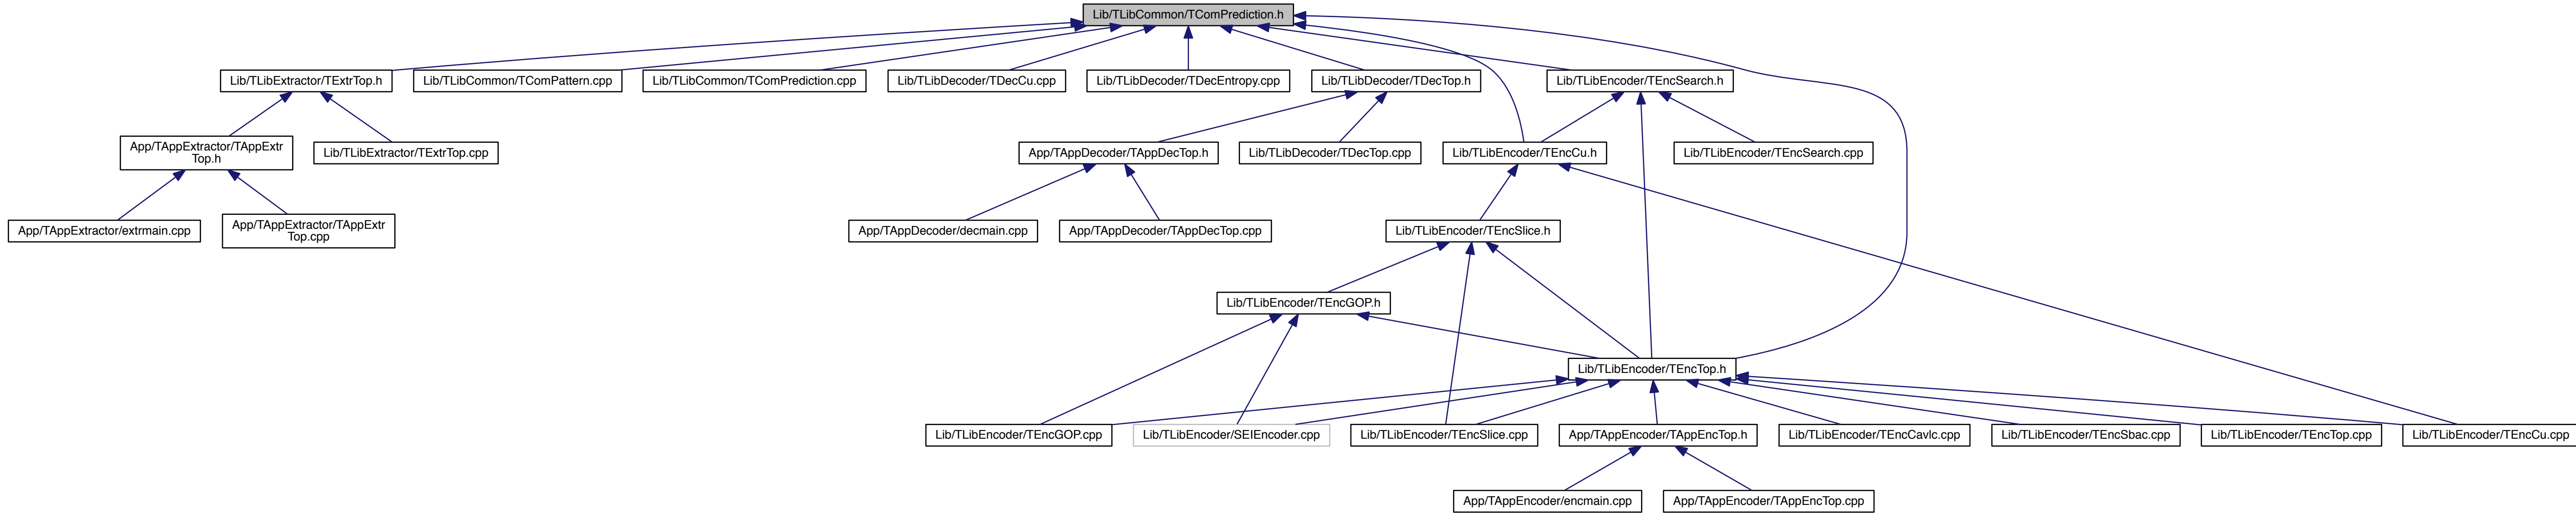 Lib/TLibCommon/TComPrediction.h
Lib/TLibExtractor/TExtrTop.h
Lib/TLibCommon/TComPattern.cpp
Lib/TLibCommon/TComPrediction.cpp
Lib/TLibDecoder/TDecCu.cpp
Lib/TLibDecoder/TDecEntropy.cpp
Lib/TLibDecoder/TDecTop.h
Lib/TLibEncoder/TEncSearch.h
App/TAppExtractor/TAppExtr
Top.h
Lib/TLibExtractor/TExtrTop.cpp
App/TAppDecoder/TAppDecTop.h
Lib/TLibDecoder/TDecTop.cpp
Lib/TLibEncoder/TEncCu.h
Lib/TLibEncoder/TEncSearch.cpp
App/TAppExtractor/extrmain.cpp
App/TAppExtractor/TAppExtr
Top.cpp
App/TAppDecoder/decmain.cpp
App/TAppDecoder/TAppDecTop.cpp
Lib/TLibEncoder/TEncSlice.h
Lib/TLibEncoder/TEncGOP.h
Lib/TLibEncoder/TEncTop.h
Lib/TLibEncoder/TEncGOP.cpp
Lib/TLibEncoder/SEIEncoder.cpp
Lib/TLibEncoder/TEncSlice.cpp
App/TAppEncoder/TAppEncTop.h
Lib/TLibEncoder/TEncCavlc.cpp
Lib/TLibEncoder/TEncSbac.cpp
Lib/TLibEncoder/TEncTop.cpp
Lib/TLibEncoder/TEncCu.cpp
App/TAppEncoder/encmain.cpp
App/TAppEncoder/TAppEncTop.cpp